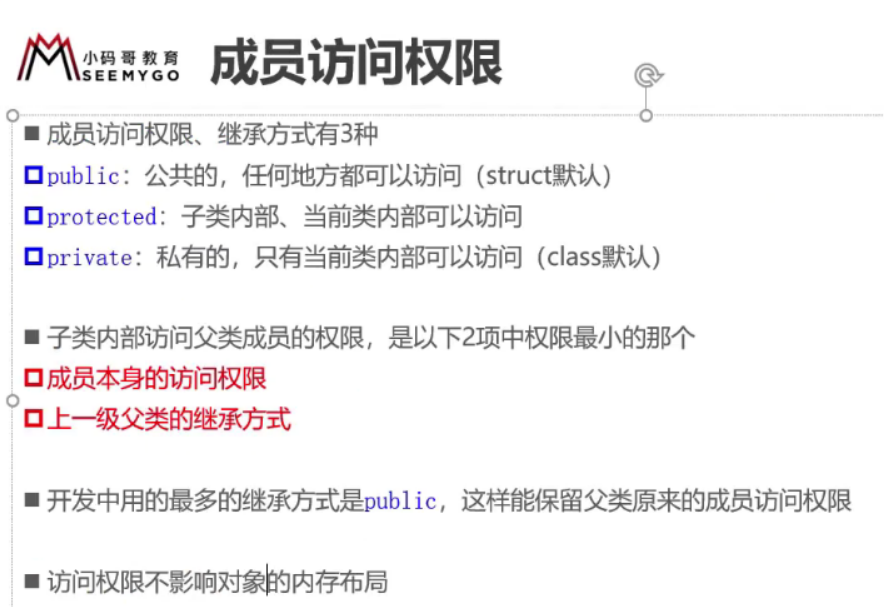 小码哥教育
SEEMYGO
成员访问权限
■ 成员访问权限、继承方式有3种
public：公共的，任何地方都可以访问（struct默认）
protected：子类内部、当前类内部可以访问
private：私有的，只有当前类内部可以访问（class默认）
■ 子类内部访问父类成员的权限，是以下2项中权限最小的那个
成员本身的访问权限
上一级父类的继承方式
■ 开发中用的最多的继承方式是public，这样能保留父类原来的成员访问权限
■ 访问权限不影响对象的内存布局